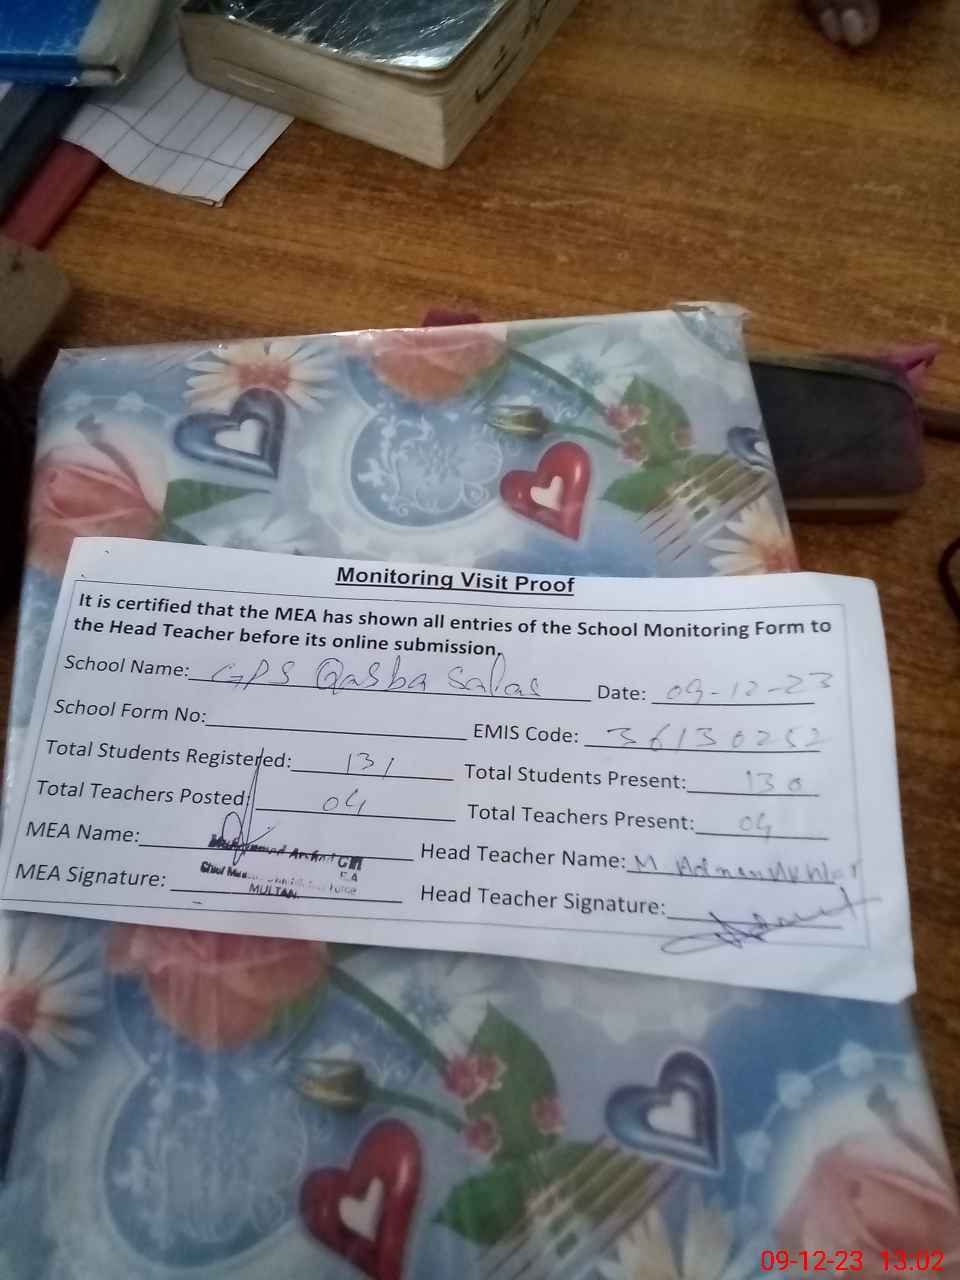 Monitoring Visit Proof
It is certified that the MEA has shown all entries of the School Monitoring Form to
the Head Teacher before its online submission.
School Name: GPS Qasba Salas Date: 09-12-23
School Form No: EMIS Code: 36130252
Total Students Registered: 131 Total Students Present: 130
Total Teachers Posted: 04 Total Teachers Present: 04
MEA Name: Head Teacher Name: M
MEA Signature: MULTAN Head Teacher Signature:
09-12-23 13:02